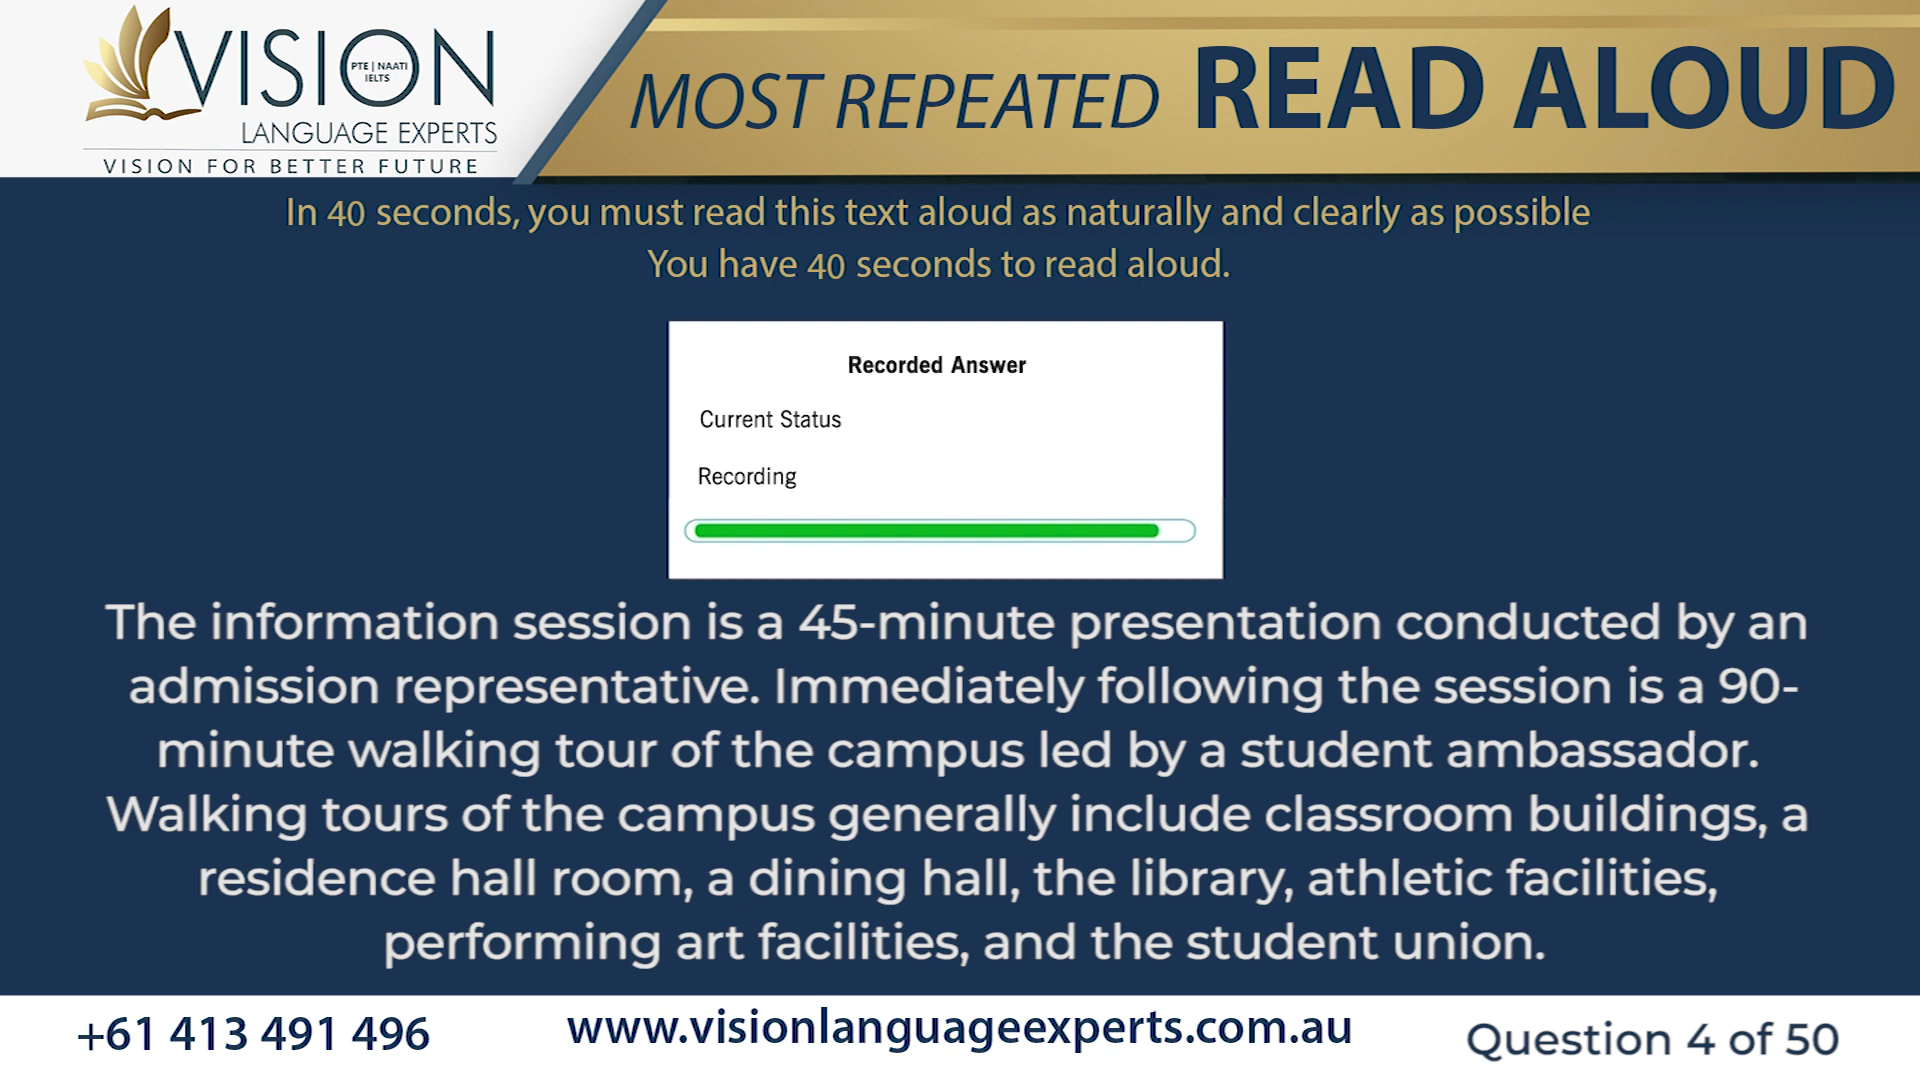 VISION
PTE | NAATI
IELTS
LANGUAGE EXPERTS
VISION FOR BETTER FUTURE
MOST REPEATED READ ALOUD
In 40 seconds, you must read this text aloud as naturally and clearly as possible
You have 40 seconds to read aloud.
Recorded Answer
Current Status
Recording
The information session is a 45-minute presentation conducted by an
admission representative. Immediately following the session is a 90-
minute walking tour of the campus led by a student ambassador.
Walking tours of the campus generally include classroom buildings, a
residence hall room, a dining hall, the library, athletic facilities,
performing art facilities, and the student union.
+61 413 491 496
www.visionlanguageexperts.com.au
Question 4 of 50